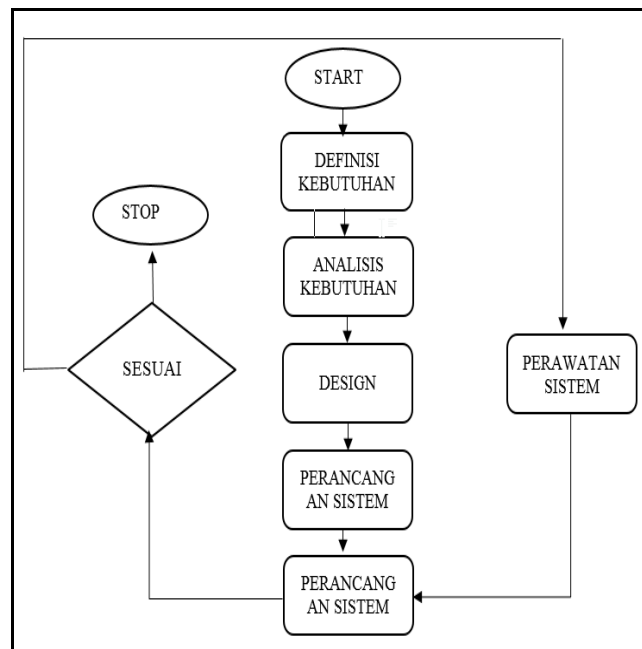 START
DEFINISI
KEBUTUHAN
STOP
ANALISIS
KEBUTUHAN
SESUAI
DESIGN
PERAWATAN
SISTEM
PERANCANG
AN SISTEM
PERANCANG
AN SISTEM